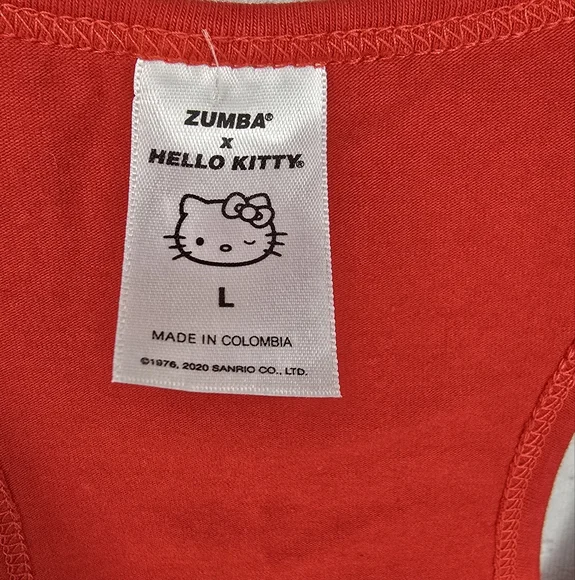 ZUMBA®
x
HELLO KITTY®
L
MADE IN COLOMBIA
©1976, 2020 SANRIO CO., LTD.